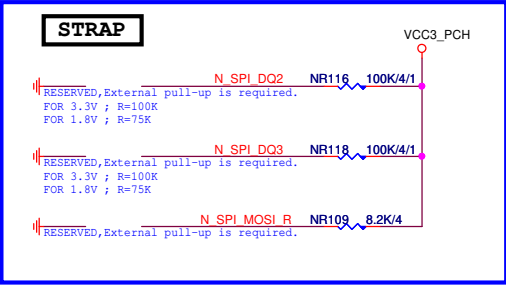 STRAP
VCC3_PCH
N_SPI_DQ2 NR116 100K/4/1
RESERVED,External pull-up is required.
FOR 3.3V ; R=100K
FOR 1.8V ; R=75K
N_SPI_DQ3 NR118 100K/4/1
RESERVED,External pull-up is required.
FOR 3.3V ; R=100K
FOR 1.8V ; R=75K
N_SPI_MOSI_R NR109 8.2K/4
RESERVED,External pull-up is required.